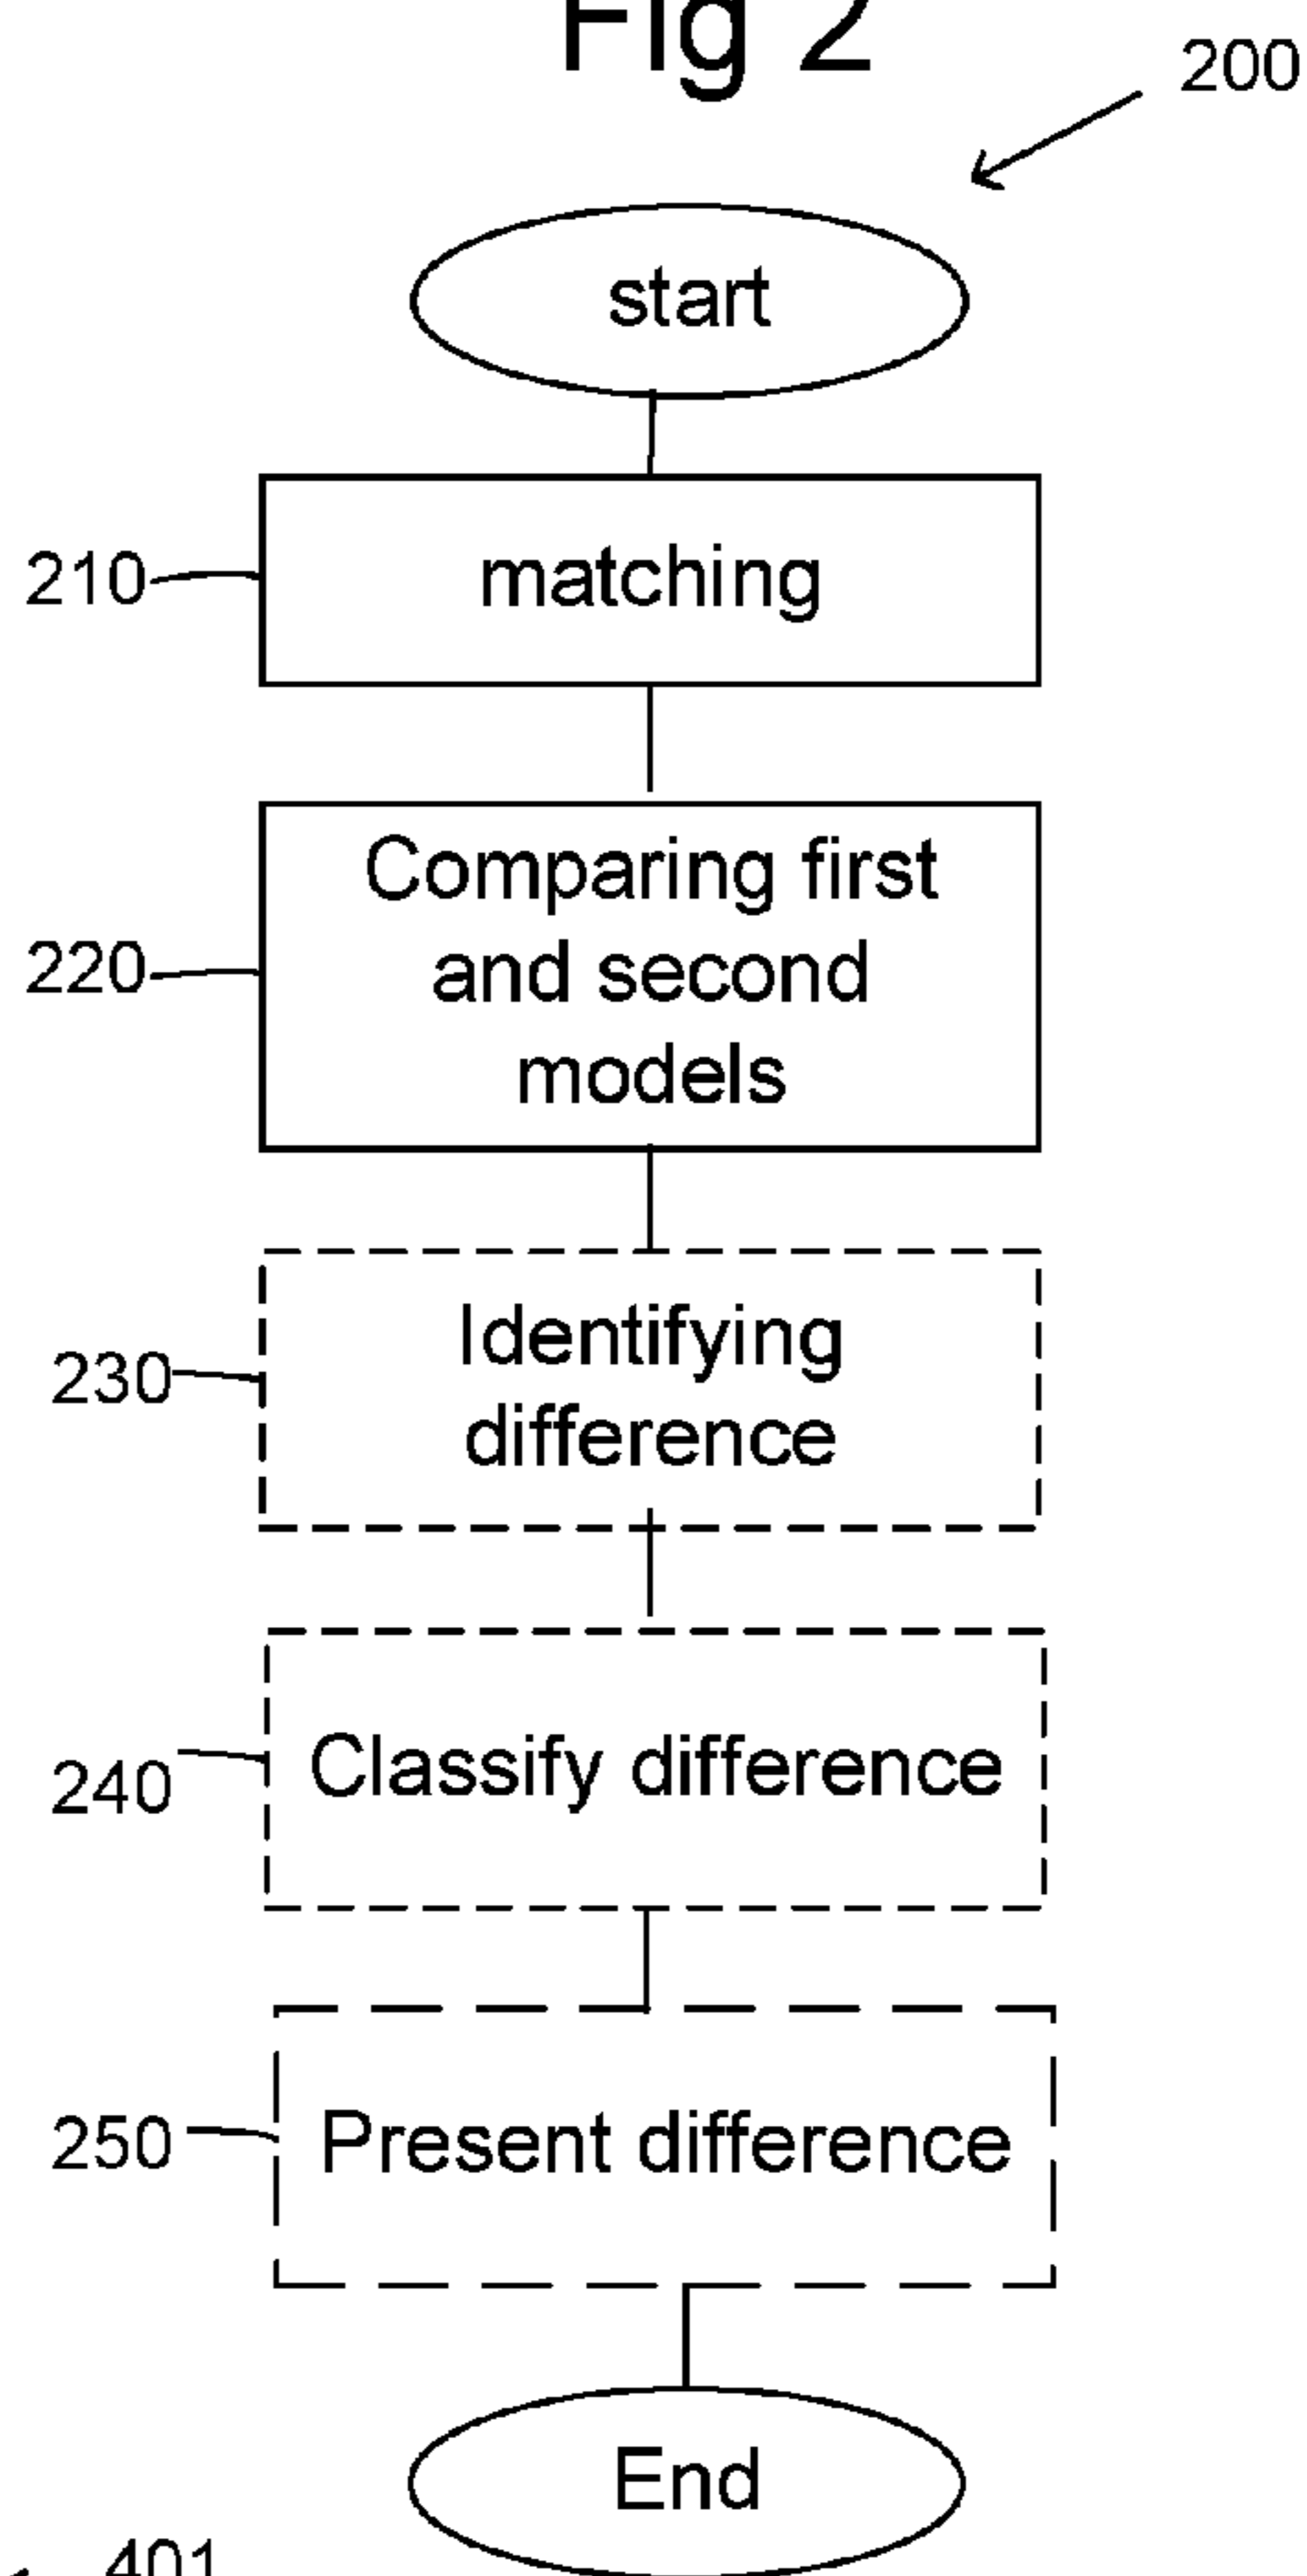 Fig 2
200
start
210
matching
220
Comparing first
and second
models
230
Identifying
difference
240
Classify difference
250
Present difference
End
401